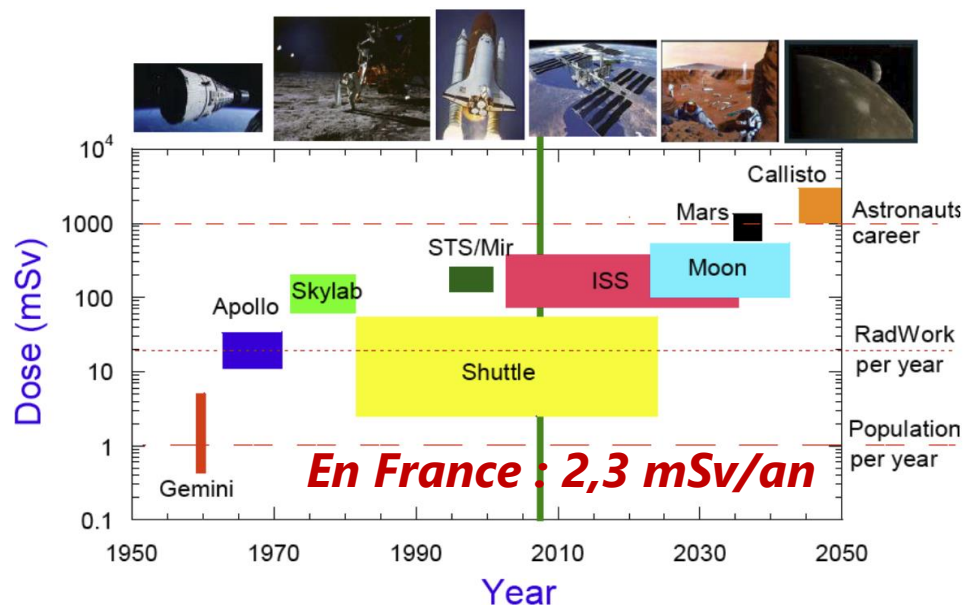 10^4
1000
100
10
1
0.1
Dose (mSv)
1950
1970
1990
2010
2030
2050
Year
Gemini
Apollo
Skylab
STS/Mir
Shuttle
ISS
Moon
Mars
Callisto
Astronauts
career
RadWork
per year
Population
per year
En France : 2,3 mSv/an